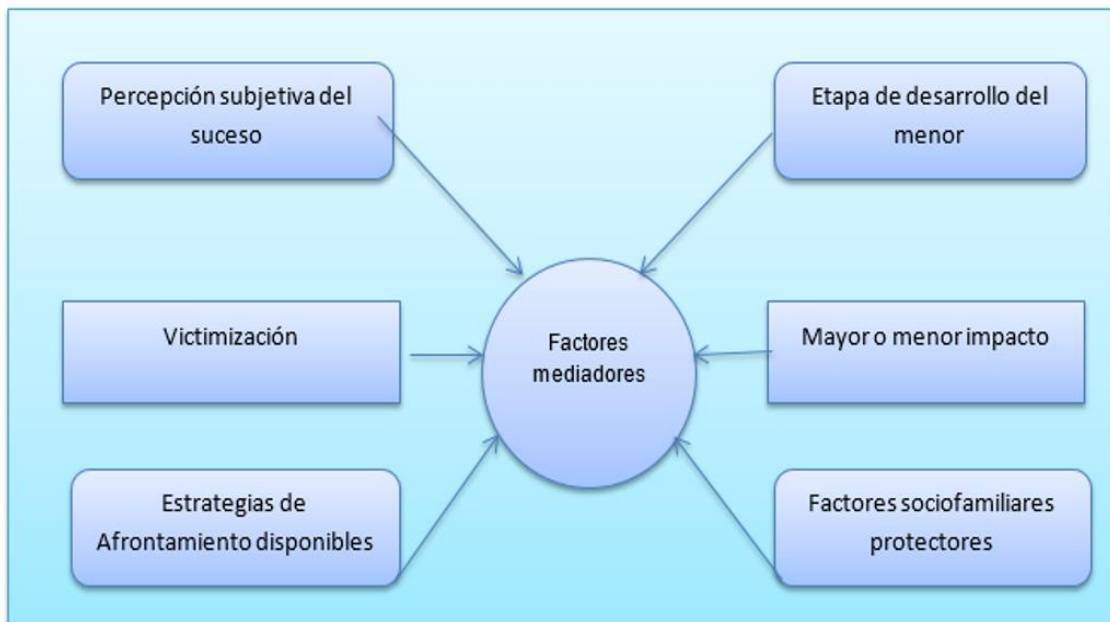 Percepción subjetiva del
suceso
Etapa de desarrollo del
menor
Victimización
Factores
mediadores
Mayor o menor impacto
Estrategias de
Afrontamiento disponibles
Factores sociofamiliares
protectores